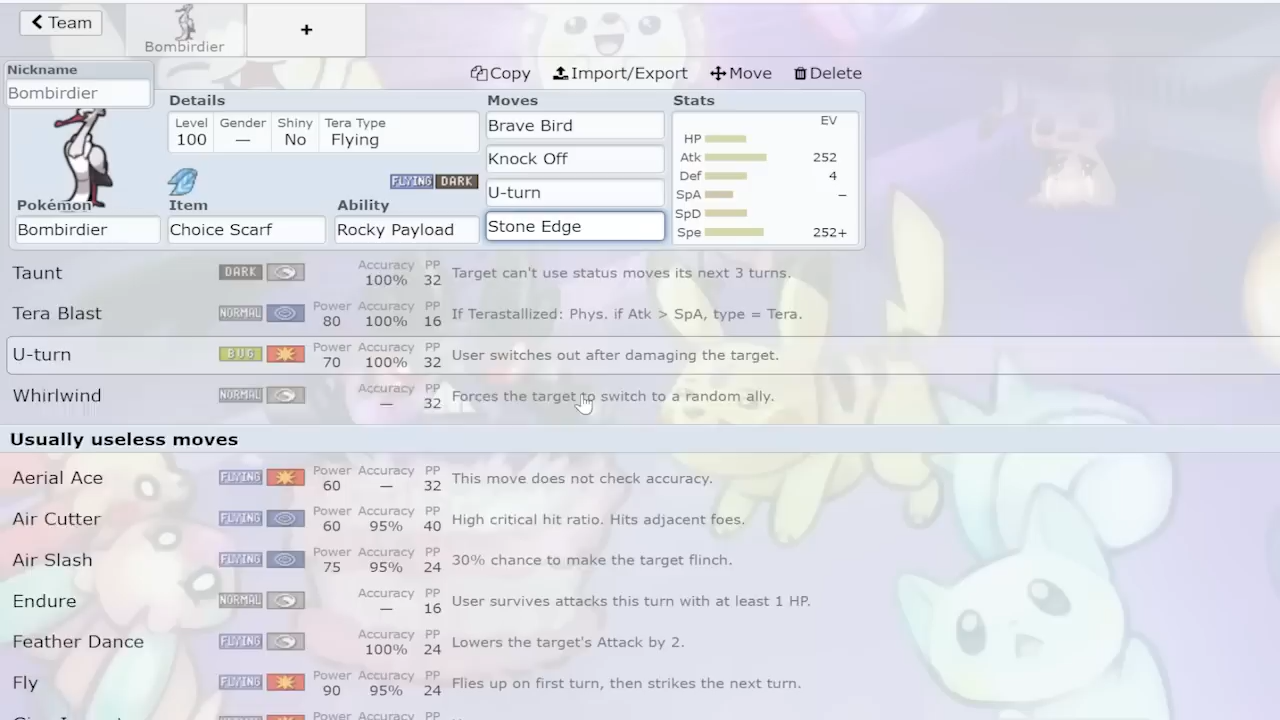 Team
Bombirdier
+
Nickname
Bombirdier
Copy Import/Export Move Delete
Details Moves Stats
Level Gender Shiny Tera Type
100 — No Flying
Brave Bird
Knock Off
U-turn
Stone Edge
EV
HP
Atk 252
Def 4
SpA –
SpD
Spe 252+
FLYING DARK
Pokémon Item Ability
Bombirdier Choice Scarf Rocky Payload
Taunt DARK Accuracy 100% PP 32 Target can't use status moves its next 3 turns.
Tera Blast NORMAL Power 80 Accuracy 100% PP 16 If Terastallized: Phys. if Atk > SpA, type = Tera.
U-turn BUG Power 70 Accuracy 100% PP 32 User switches out after damaging the target.
Whirlwind NORMAL Accuracy — PP 32 Forces the target to switch to a random ally.
Usually useless moves
Aerial Ace FLYING Power 60 Accuracy — PP 32 This move does not check accuracy.
Air Cutter FLYING Power 60 Accuracy 95% PP 40 High critical hit ratio. Hits adjacent foes.
Air Slash FLYING Power 75 Accuracy 95% PP 24 30% chance to make the target flinch.
Endure NORMAL Accuracy — PP 16 User survives attacks this turn with at least 1 HP.
Feather Dance FLYING Accuracy 100% PP 24 Lowers the target's Attack by 2.
Fly FLYING Power 90 Accuracy 95% PP 24 Flies up on first turn, then strikes the next turn.
Power Accuracy PP